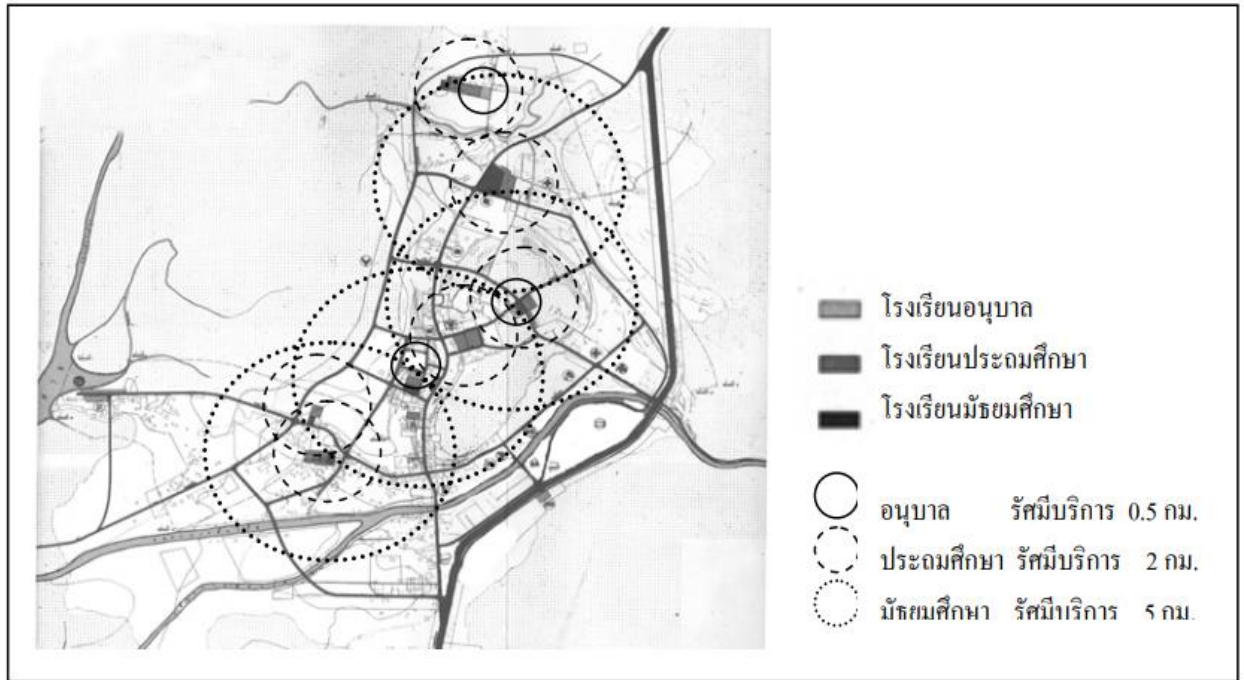 โรงเรียนอนุบาล
โรงเรียนประถมศึกษา
โรงเรียนมัธยมศึกษา
อนุบาล รัศมีบริการ 0.5 กม.
ประถมศึกษา รัศมีบริการ 2 กม.
มัธยมศึกษา รัศมีบริการ 5 กม.